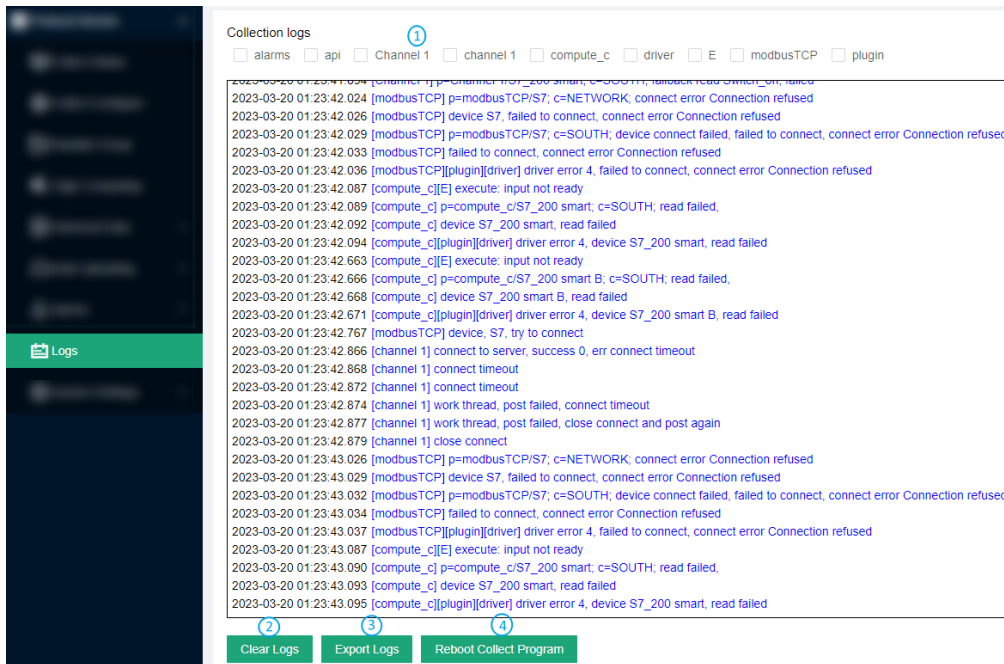 Collection logs
1
alarms api Channel 1 channel 1 compute_c driver E modbusTCP plugin
2023-03-20 01:23:42.024 [modbusTCP] p=modbusTCP/S7; c=NETWORK; connect error Connection refused
2023-03-20 01:23:42.026 [modbusTCP] device S7, failed to connect, connect error Connection refused
2023-03-20 01:23:42.029 [modbusTCP] p=modbusTCP/S7; c=SOUTH; device connect failed, failed to connect, connect error Connection refused
2023-03-20 01:23:42.033 [modbusTCP] failed to connect, connect error Connection refused
2023-03-20 01:23:42.036 [modbusTCP][plugin][driver] driver error 4, failed to connect, connect error Connection refused
2023-03-20 01:23:42.087 [compute_c][E] execute: input not ready
2023-03-20 01:23:42.089 [compute_c] p=compute_c/S7_200 smart; c=SOUTH; read failed,
2023-03-20 01:23:42.092 [compute_c] device S7_200 smart, read failed
2023-03-20 01:23:42.094 [compute_c][plugin][driver] driver error 4, device S7_200 smart, read failed
2023-03-20 01:23:42.663 [compute_c][E] execute: input not ready
2023-03-20 01:23:42.666 [compute_c] p=compute_c/S7_200 smart B; c=SOUTH; read failed,
2023-03-20 01:23:42.668 [compute_c] device S7_200 smart B, read failed
2023-03-20 01:23:42.671 [compute_c][plugin][driver] driver error 4, device S7_200 smart B, read failed
2023-03-20 01:23:42.767 [modbusTCP] device, S7, try to connect
2023-03-20 01:23:42.866 [channel 1] connect to server, success 0, err connect timeout
2023-03-20 01:23:42.868 [channel 1] connect timeout
2023-03-20 01:23:42.872 [channel 1] connect timeout
2023-03-20 01:23:42.874 [channel 1] work thread, post failed, connect timeout
2023-03-20 01:23:42.877 [channel 1] work thread, post failed, close connect and post again
2023-03-20 01:23:42.879 [channel 1] close connect
2023-03-20 01:23:43.026 [modbusTCP] p=modbusTCP/S7; c=NETWORK; connect error Connection refused
2023-03-20 01:23:43.029 [modbusTCP] device S7, failed to connect, connect error Connection refused
2023-03-20 01:23:43.032 [modbusTCP] p=modbusTCP/S7; c=SOUTH; device connect failed, failed to connect, connect error Connection refused
2023-03-20 01:23:43.034 [modbusTCP] failed to connect, connect error Connection refused
2023-03-20 01:23:43.037 [modbusTCP][plugin][driver] driver error 4, failed to connect, connect error Connection refused
2023-03-20 01:23:43.087 [compute_c][E] execute: input not ready
2023-03-20 01:23:43.090 [compute_c] p=compute_c/S7_200 smart; c=SOUTH; read failed,
2023-03-20 01:23:43.093 [compute_c] device S7_200 smart, read failed
2023-03-20 01:23:43.095 [compute_c][plugin][driver] driver error 4, device S7_200 smart, read failed
Logs
2 3 4
Clear Logs Export Logs Reboot Collect Program